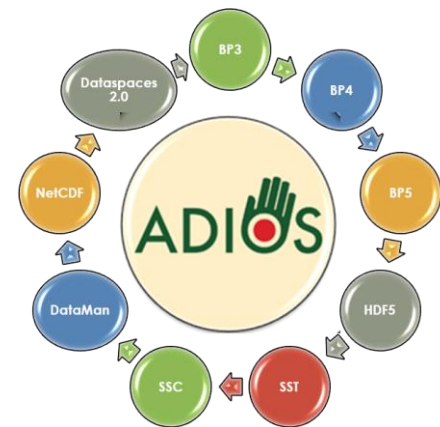 BP3
BP4
BP5
HDF5
SST
SSC
DataMan
NetCDF
Dataspaces
2.0
ADIOS